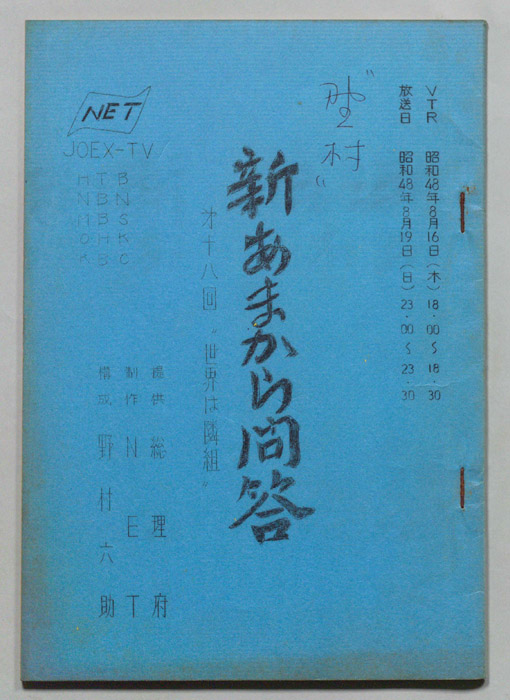 VTR 昭和48年8月16日(木) 18・00〜18・30
放送日 昭和48年8月19日(日) 23・00〜23・30
"野村"
新あまから問答
第十八回 "世界は隣組"
NET
JOEX-TV
HTB
NBN
MBS
OHK
KBC
提供 総理府
制作 NET
構成 野村六助